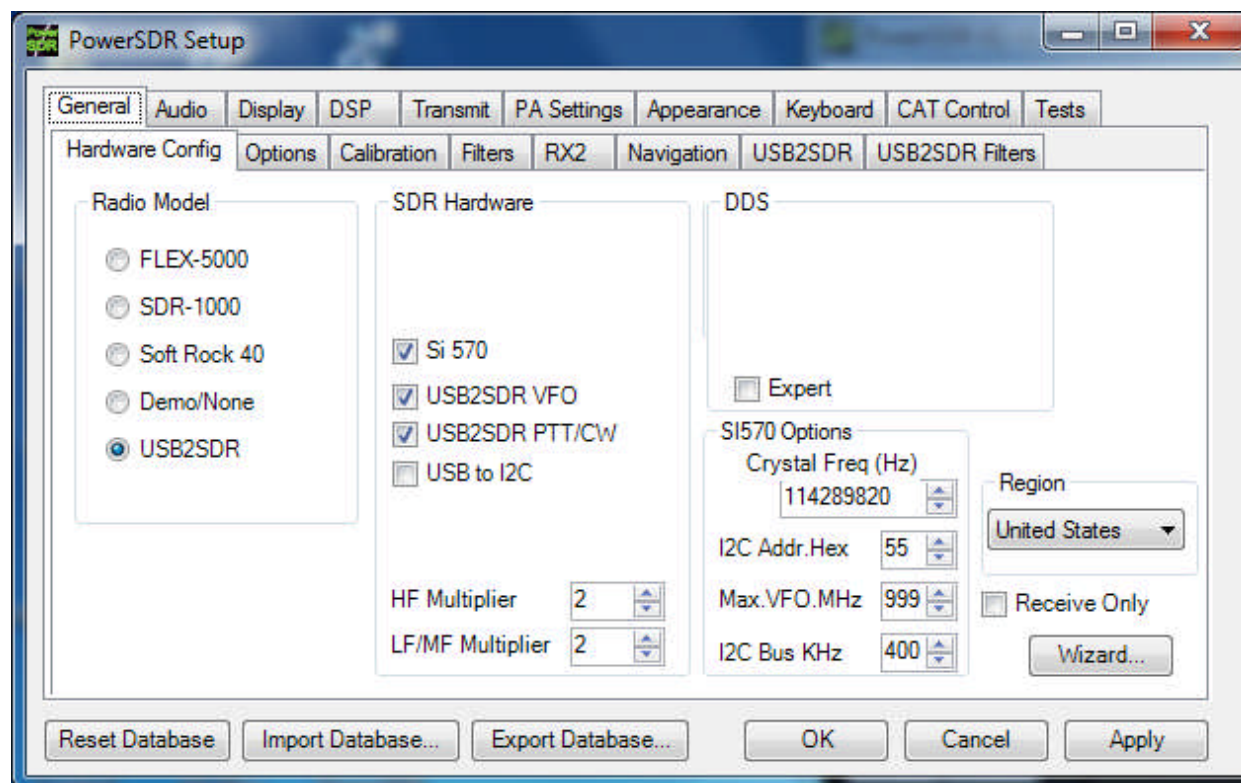 PowerSDR Setup
General Audio Display DSP Transmit PA Settings Appearance Keyboard CAT Control Tests
Hardware Config Options Calibration Filters RX2 Navigation USB2SDR USB2SDR Filters
Radio Model
FLEX-5000
SDR-1000
Soft Rock 40
Demo/None
USB2SDR
SDR Hardware
Si 570
USB2SDR VFO
USB2SDR PTT/CW
USB to I2C
HF Multiplier 2
LF/MF Multiplier 2
DDS
Expert
SI570 Options
Crystal Freq (Hz)
114289820
I2C Addr.Hex 55
Max.VFO.MHz 999
I2C Bus KHz 400
Region
United States
Receive Only
Wizard...
Reset Database Import Database... Export Database... OK Cancel Apply